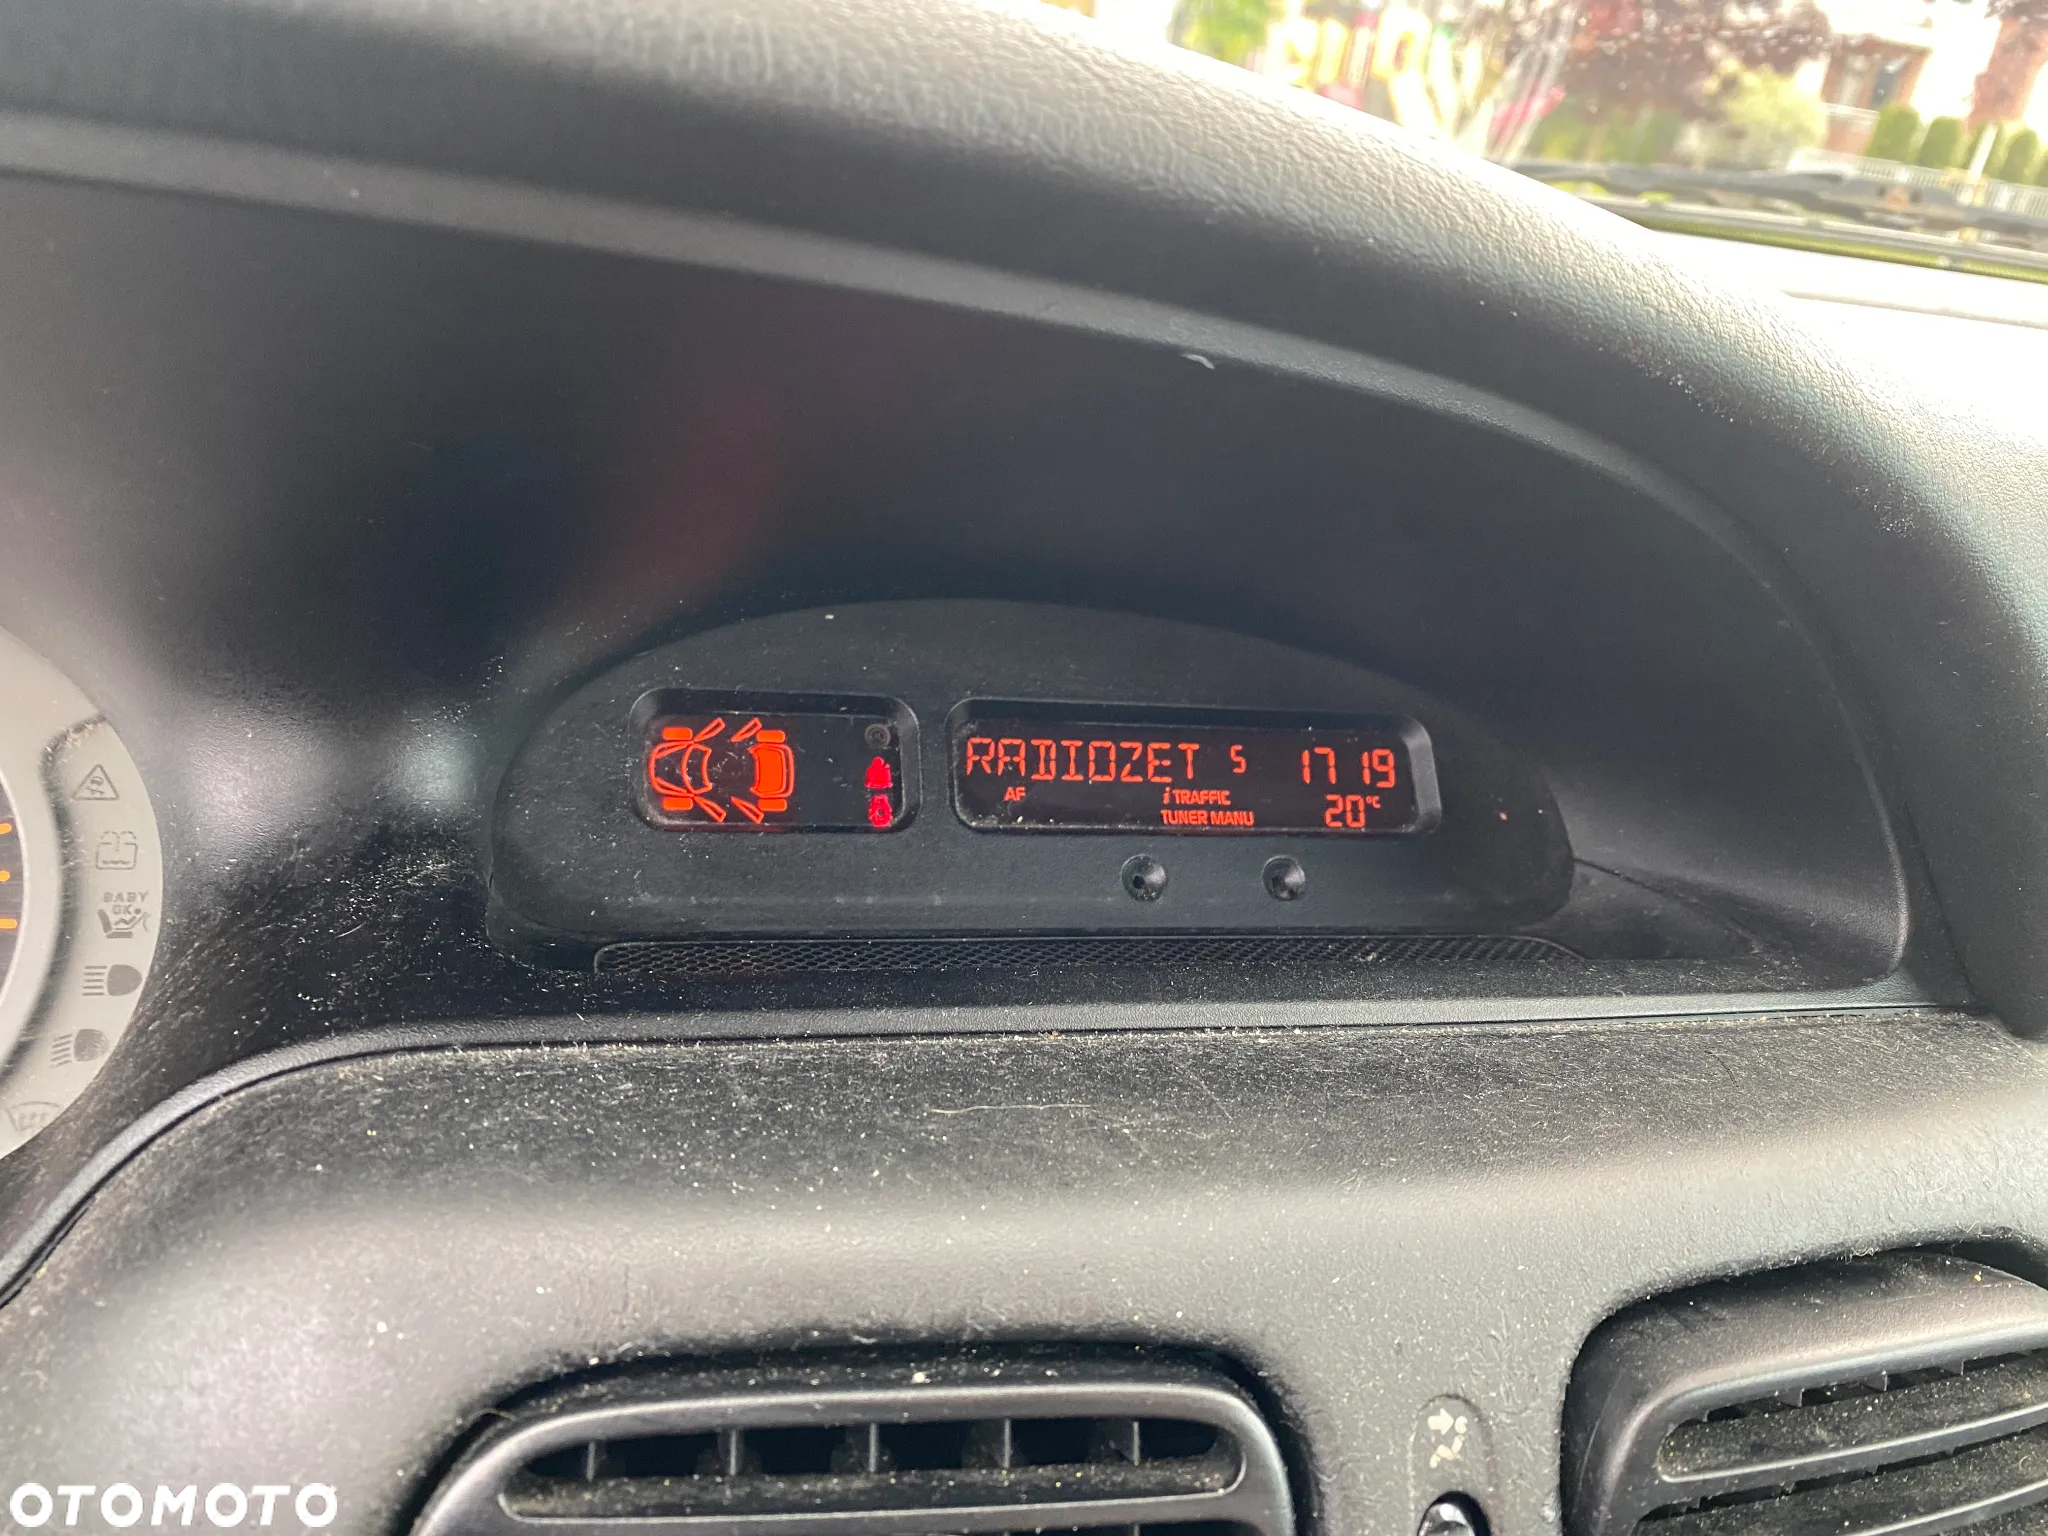 RADIOZET 5 17 19
AF i TRAFFIC
TUNER MANU 20°C
BABY
OK
OTOMOTO